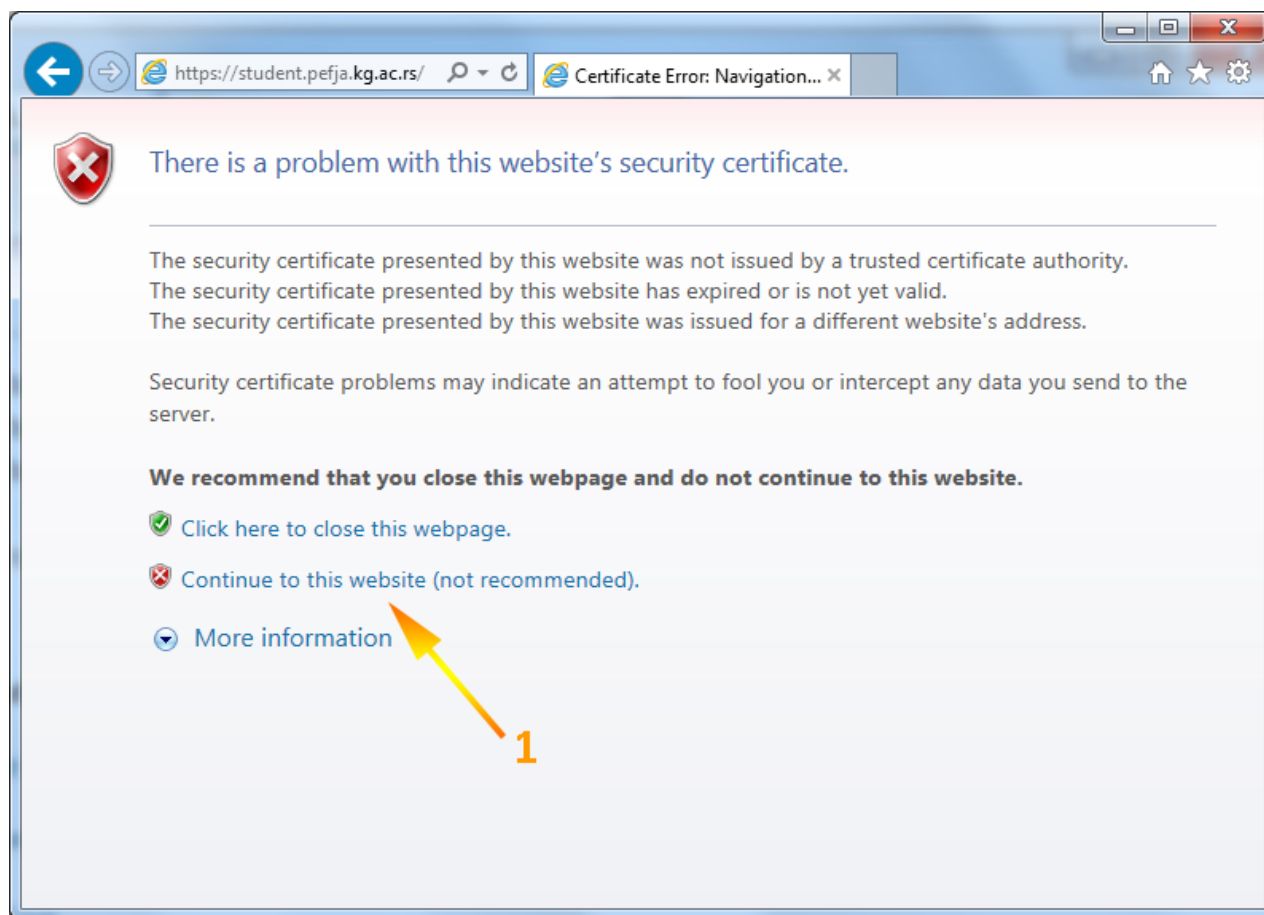 https://student.pefja.kg.ac.rs/
Certificate Error: Navigation...
There is a problem with this website's security certificate.
The security certificate presented by this website was not issued by a trusted certificate authority.
The security certificate presented by this website has expired or is not yet valid.
The security certificate presented by this website was issued for a different website's address.
Security certificate problems may indicate an attempt to fool you or intercept any data you send to the
server.
We recommend that you close this webpage and do not continue to this website.
Click here to close this webpage.
Continue to this website (not recommended).
More information
1